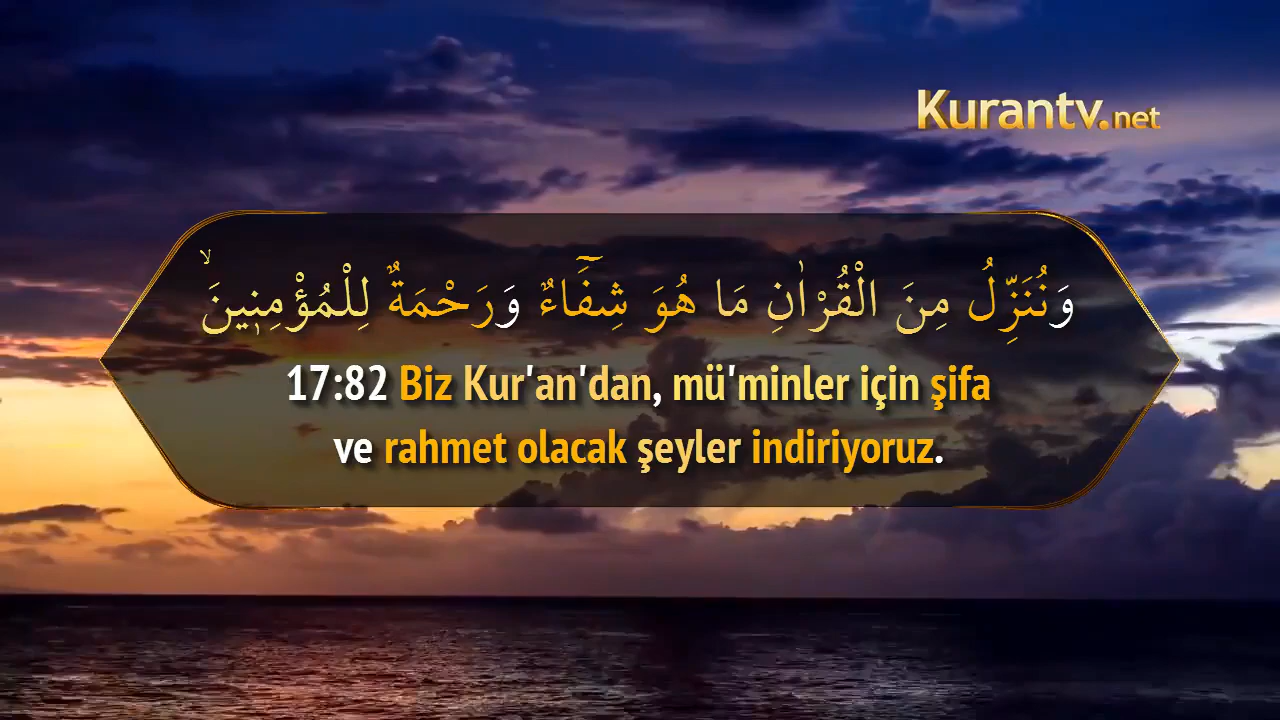 Kurantv.net
وَنُنَزِّلُ مِنَ الْقُرْاٰنِ مَا هُوَ شِفَٓاءٌ وَرَحْمَةٌ لِلْمُؤْمِن۪ينَۙ
17:82 Biz Kur'an'dan, mü'minler için şifa
ve rahmet olacak şeyler indiriyoruz.